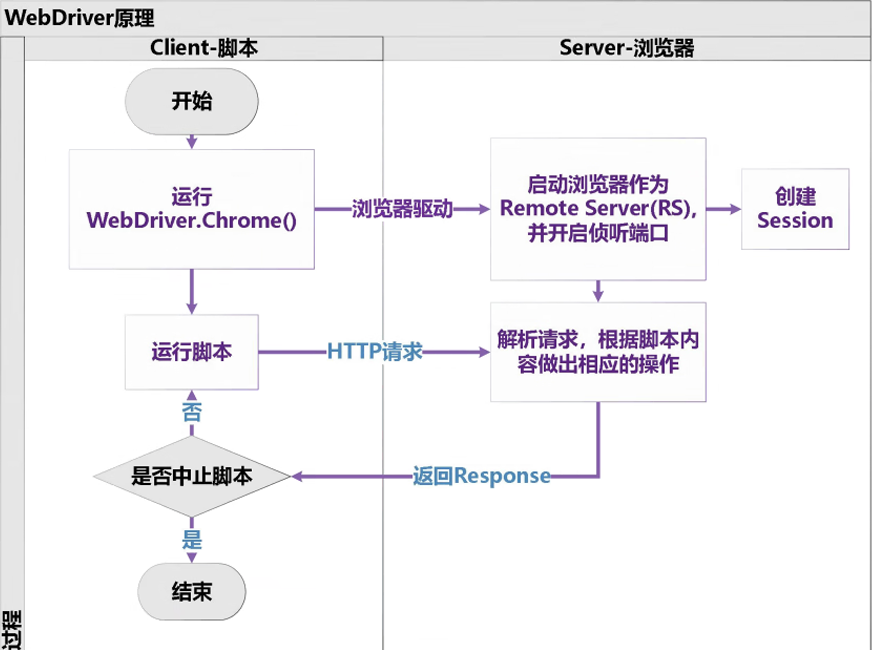 WebDriver原理
Client-脚本
Server-浏览器
开始
运行
WebDriver.Chrome()
浏览器驱动
启动浏览器作为
Remote Server(RS),
并开启侦听端口
创建
Session
运行脚本
HTTP请求
解析请求，根据脚本内
容做出相应的操作
否
是否中止脚本
返回Response
是
结束
过程